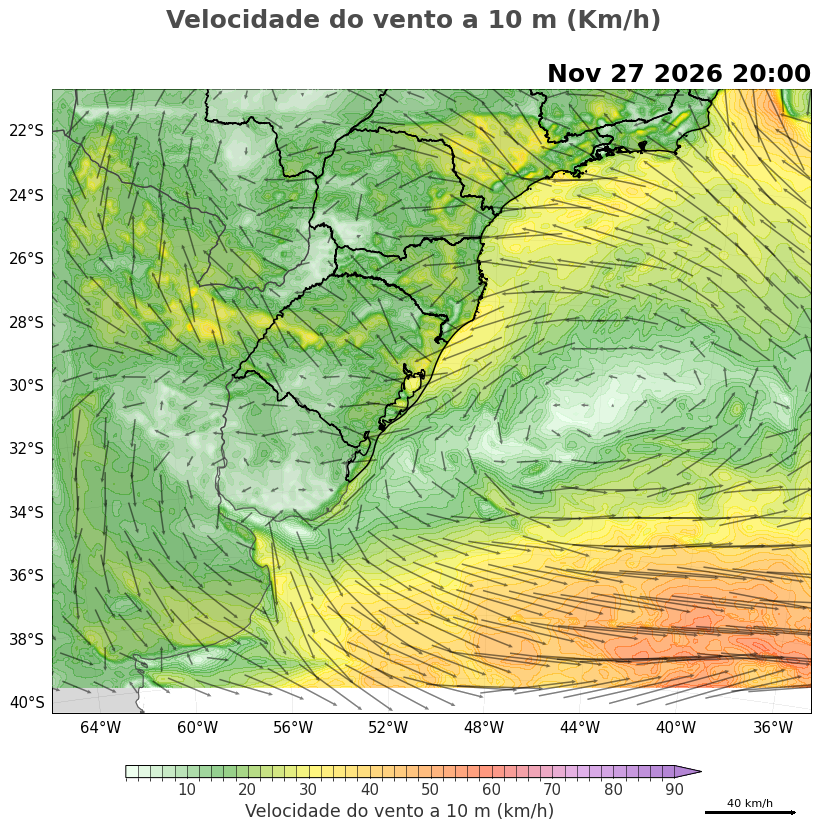 Velocidade do vento a 10 m (Km/h)
Nov 27 2026 20:00
22°S
24°S
26°S
28°S
30°S
32°S
34°S
36°S
38°S
40°S
64°W 60°W 56°W 52°W 48°W 44°W 40°W 36°W
10 20 30 40 50 60 70 80 90
Velocidade do vento a 10 m (km/h)
40 km/h